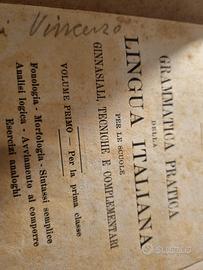 Vincenzo
GRAMMATICA PRATICA
DELLA
LINGUA ITALIANA
PER LE SCUOLE
GINNASIALI, TECNICHE E COMPLEMENTARI
VOLUME PRIMO — Per la prima classe
Fonologia - Morfologia - Sintassi semplice
Analisi logica - Avviamento al comporre
Esercizi analoghi
SUBITO